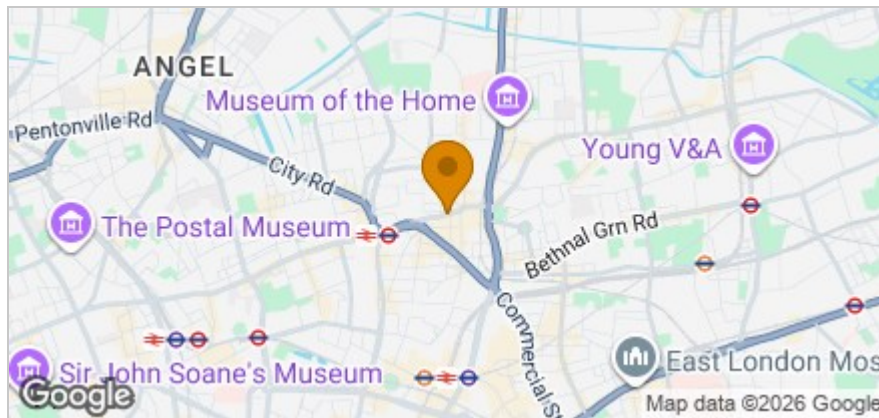 ANGEL
Museum of the Home
Pentonville Rd
City Rd
Young V&A
The Postal Museum
Bethnal Grn Rd
Commercial St
East London Mos
Sir John Soane's Museum
Google
Map data ©2026 Google